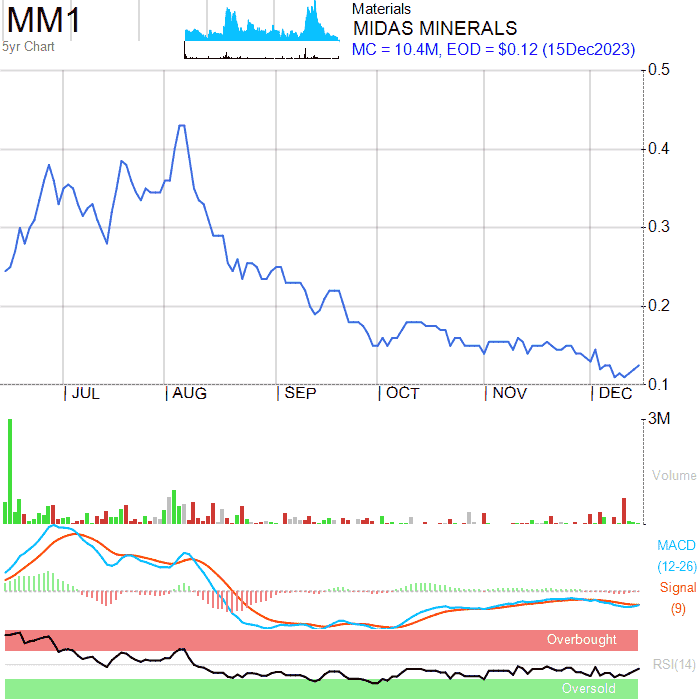 MM1
5yr Chart
Materials
MIDAS MINERALS
MC = 10.4M, EOD = $0.12 (15Dec2023)
0.5
0.4
0.3
0.2
0.1
JUL AUG SEP OCT NOV DEC
3M
Volume
MACD
(12-26)
Signal
(9)
Overbought
RSI(14)
Oversold